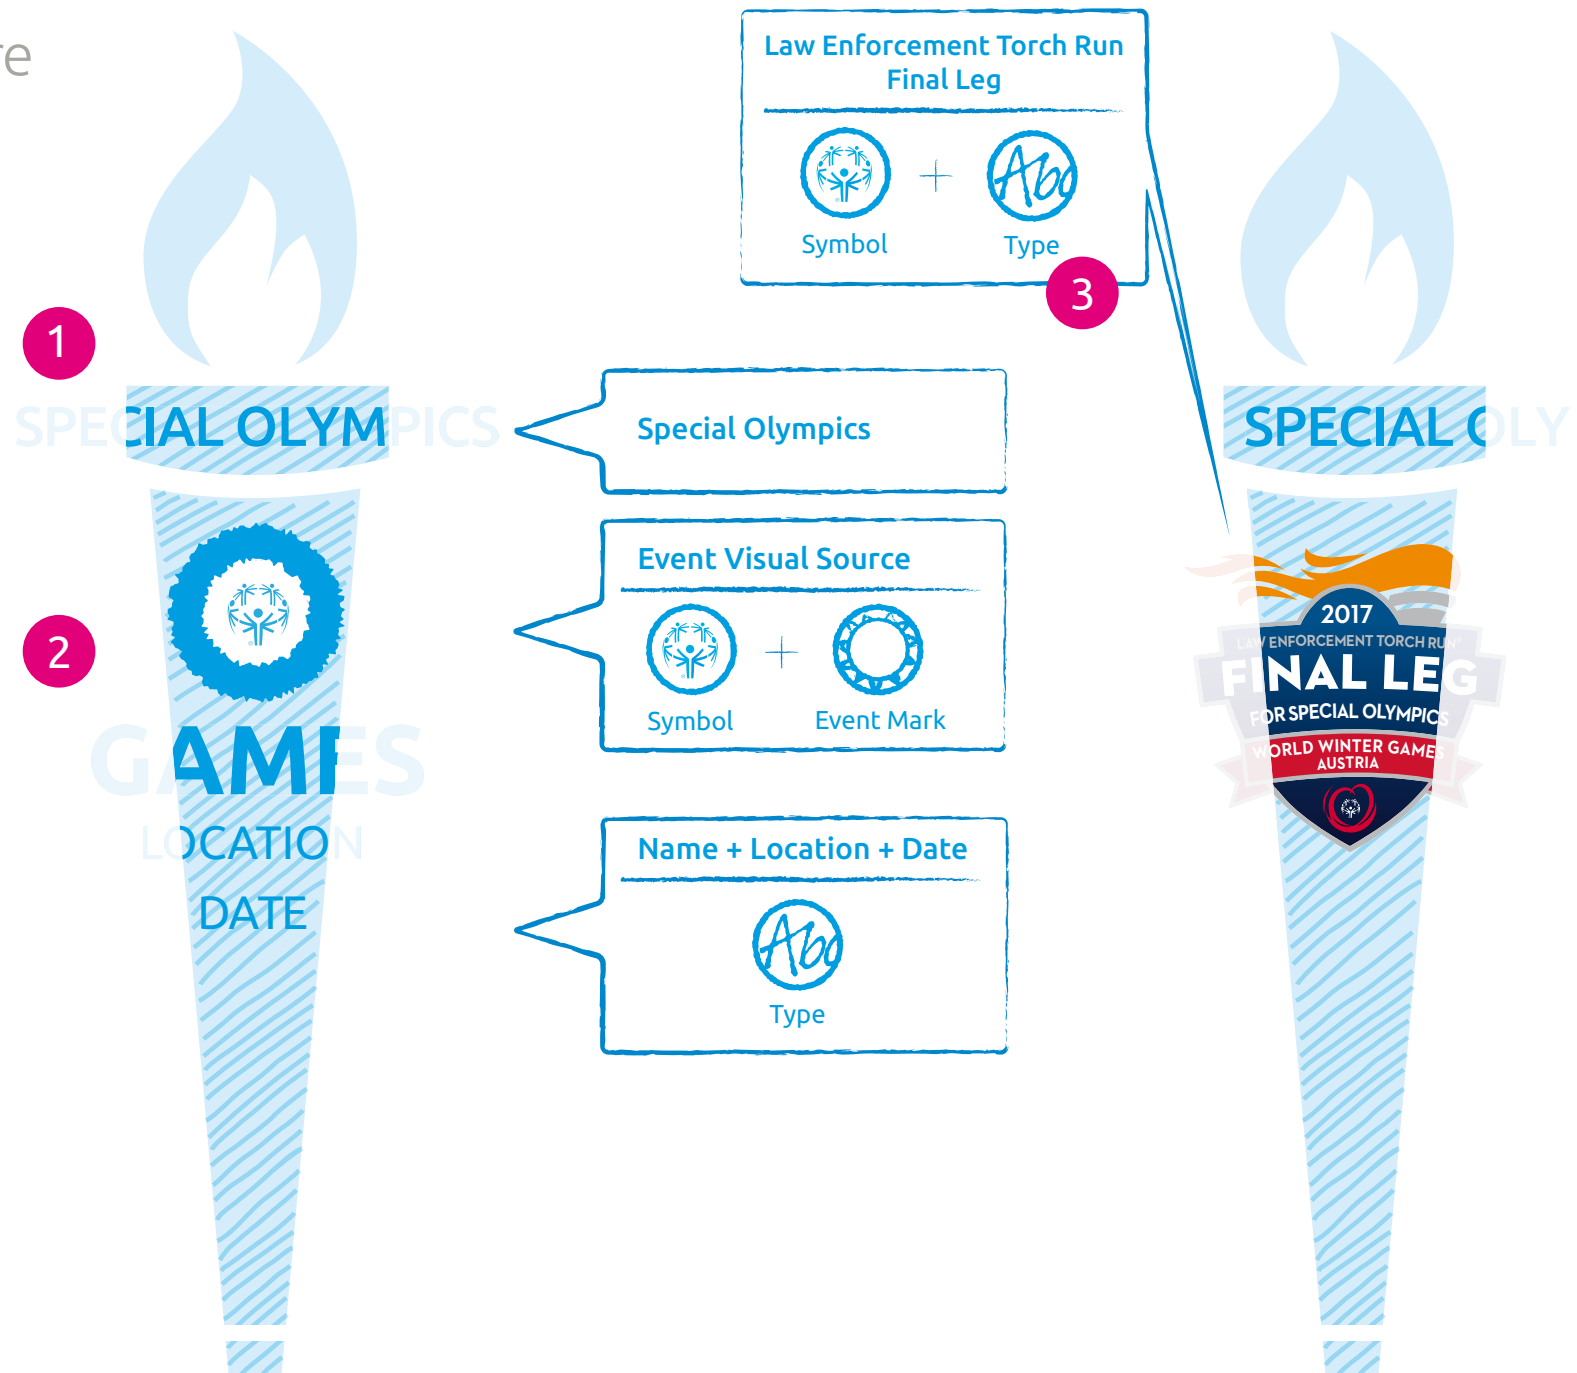 1
SPECIAL OLYMPICS
2
GAMES
LOCATION
DATE
Law Enforcement Torch Run
Final Leg
Abc
Symbol
Type
3
Special Olympics
Event Visual Source
Symbol
Event Mark
Name + Location + Date
Abc
Type
SPECIAL OLY
2017
LAW ENFORCEMENT TORCH RUN®
FINAL LEG
FOR SPECIAL OLYMPICS
WORLD WINTER GAMES
AUSTRIA